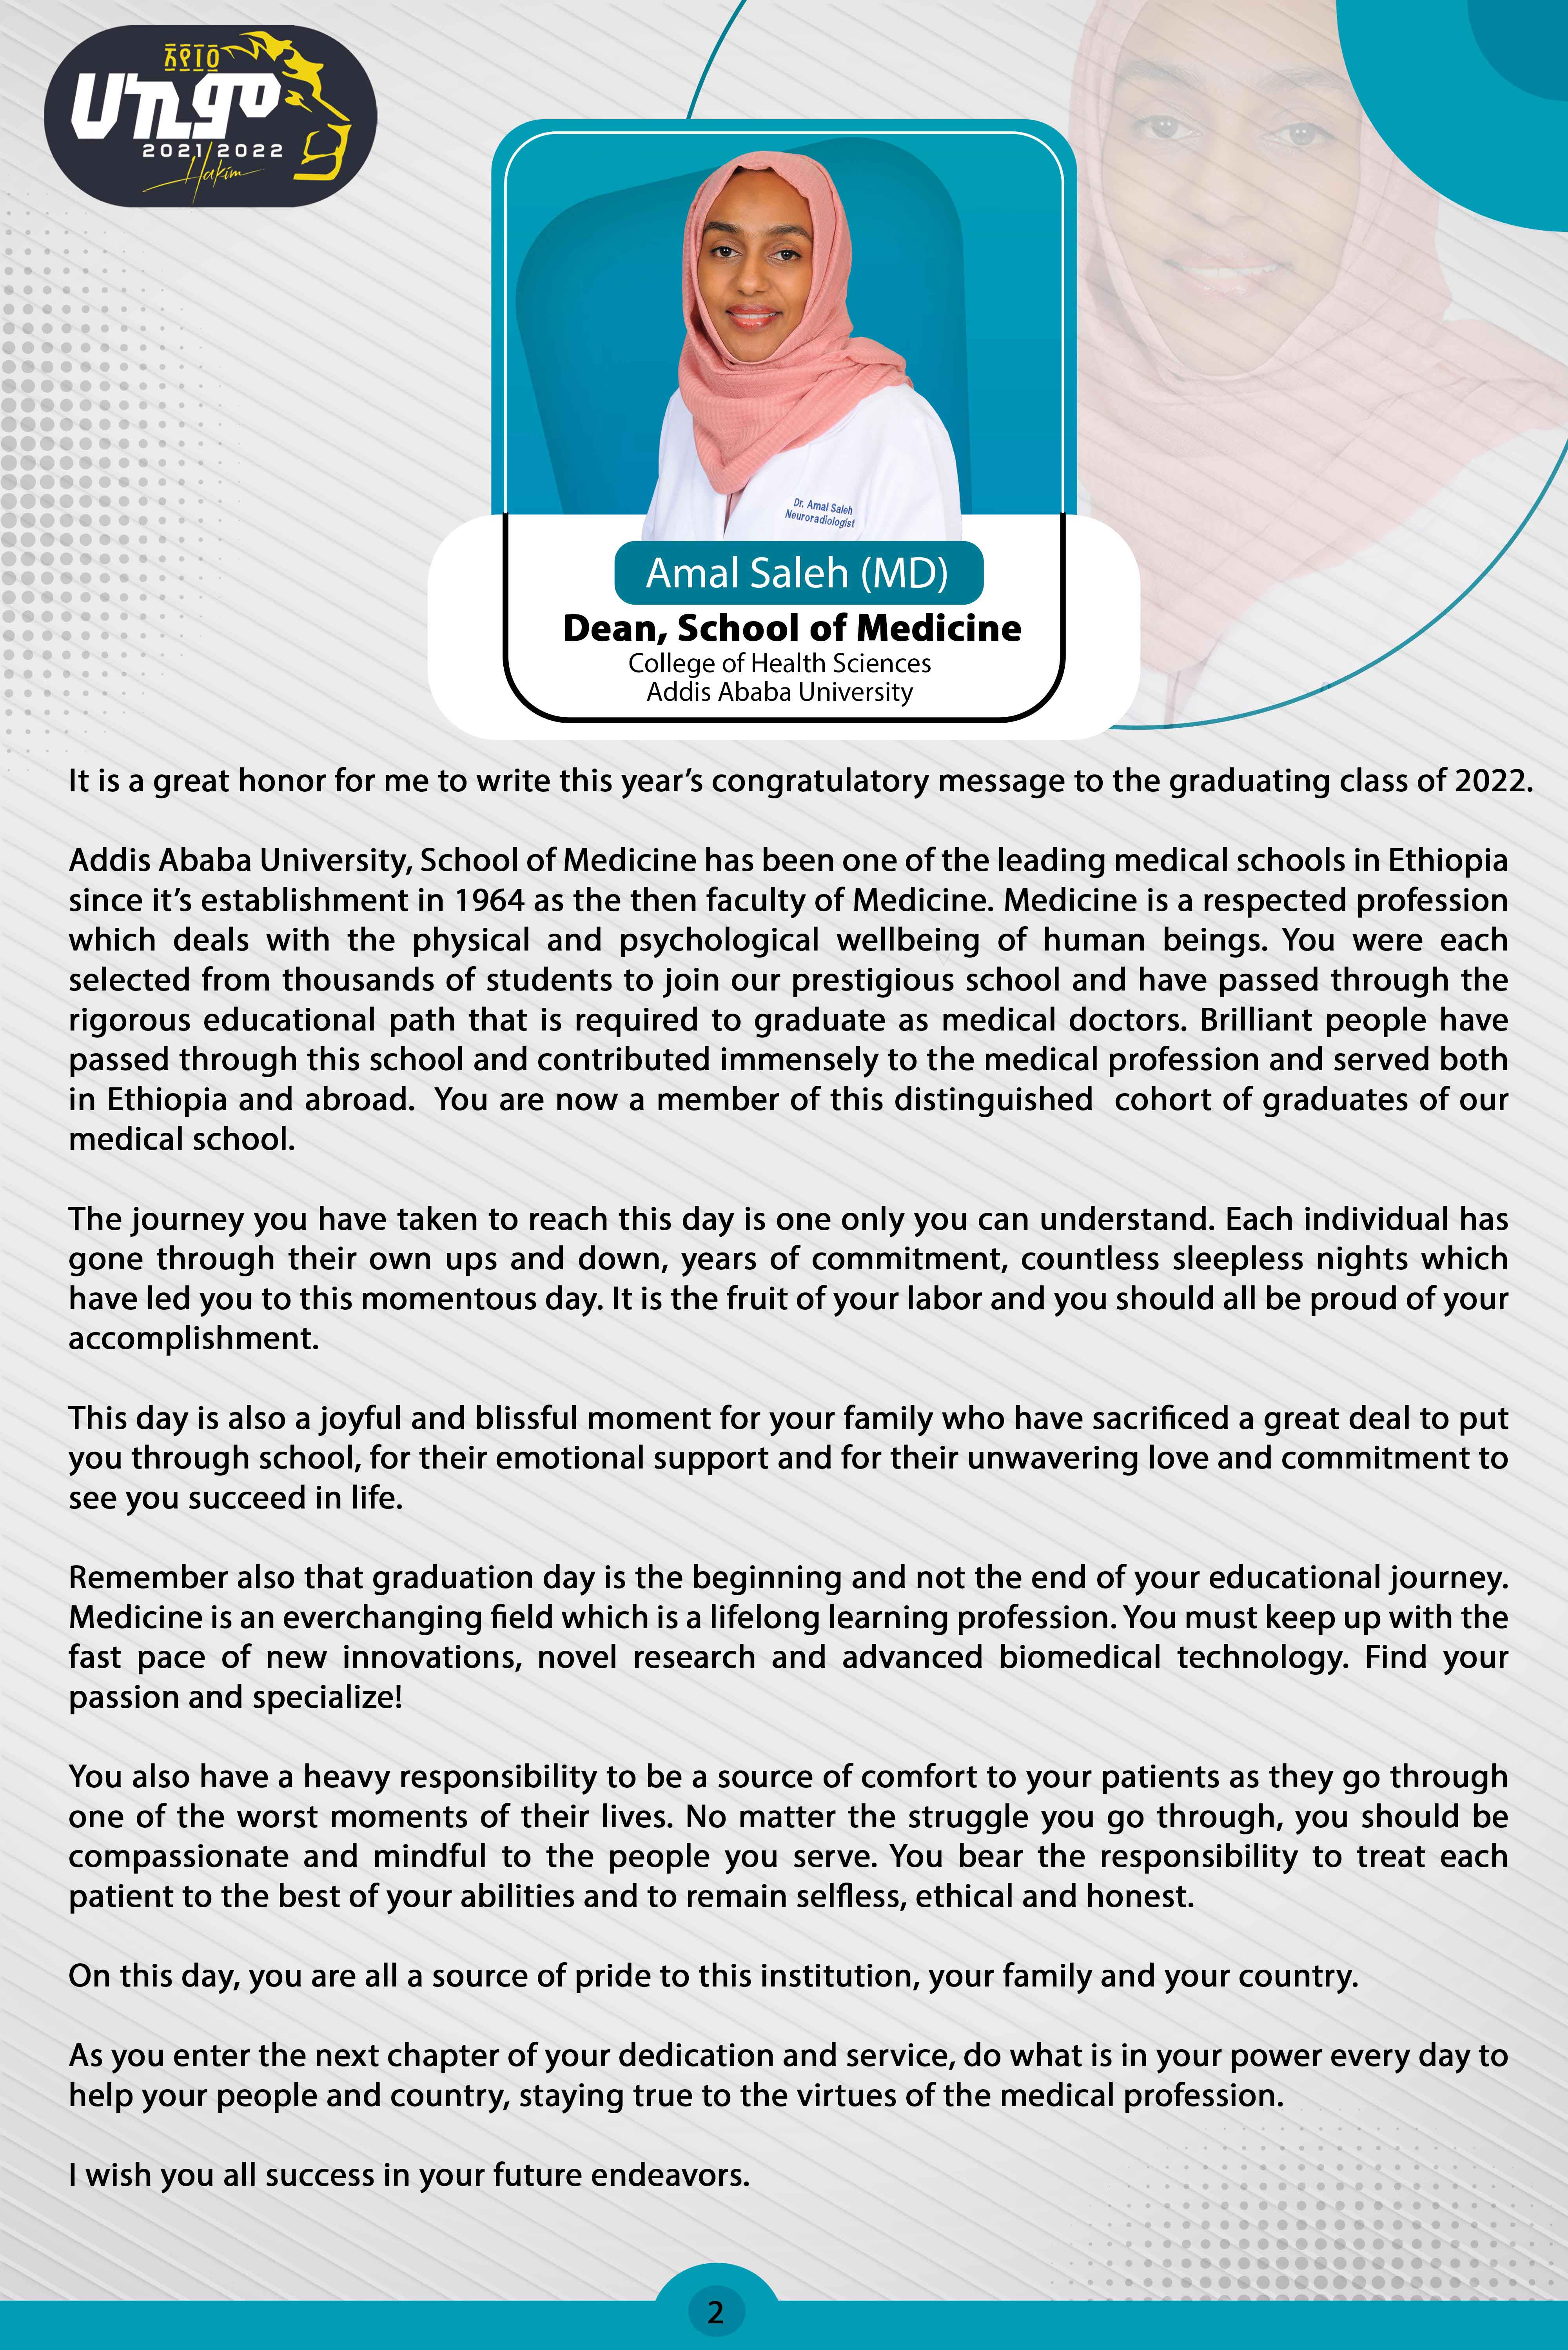 ሀኪም
2021/2022
Hakim
Dr. Amal Saleh
Neuroradiologist
Amal Saleh (MD)
Dean, School of Medicine
College of Health Sciences
Addis Ababa University
It is a great honor for me to write this year’s congratulatory message to the graduating class of 2022.
Addis Ababa University, School of Medicine has been one of the leading medical schools in Ethiopia
since it’s establishment in 1964 as the then faculty of Medicine. Medicine is a respected profession
which deals with the physical and psychological wellbeing of human beings. You were each
selected from thousands of students to join our prestigious school and have passed through the
rigorous educational path that is required to graduate as medical doctors. Brilliant people have
passed through this school and contributed immensely to the medical profession and served both
in Ethiopia and abroad.  You are now a member of this distinguished  cohort of graduates of our
medical school.
The journey you have taken to reach this day is one only you can understand. Each individual has
gone through their own ups and down, years of commitment, countless sleepless nights which
have led you to this momentous day. It is the fruit of your labor and you should all be proud of your
accomplishment.
This day is also a joyful and blissful moment for your family who have sacrificed a great deal to put
you through school, for their emotional support and for their unwavering love and commitment to
see you succeed in life.
Remember also that graduation day is the beginning and not the end of your educational journey.
Medicine is an everchanging field which is a lifelong learning profession. You must keep up with the
fast pace of new innovations, novel research and advanced biomedical technology. Find your
passion and specialize!
You also have a heavy responsibility to be a source of comfort to your patients as they go through
one of the worst moments of their lives. No matter the struggle you go through, you should be
compassionate and mindful to the people you serve. You bear the responsibility to treat each
patient to the best of your abilities and to remain selfless, ethical and honest.
On this day, you are all a source of pride to this institution, your family and your country.
As you enter the next chapter of your dedication and service, do what is in your power every day to
help your people and country, staying true to the virtues of the medical profession.
I wish you all success in your future endeavors.
2